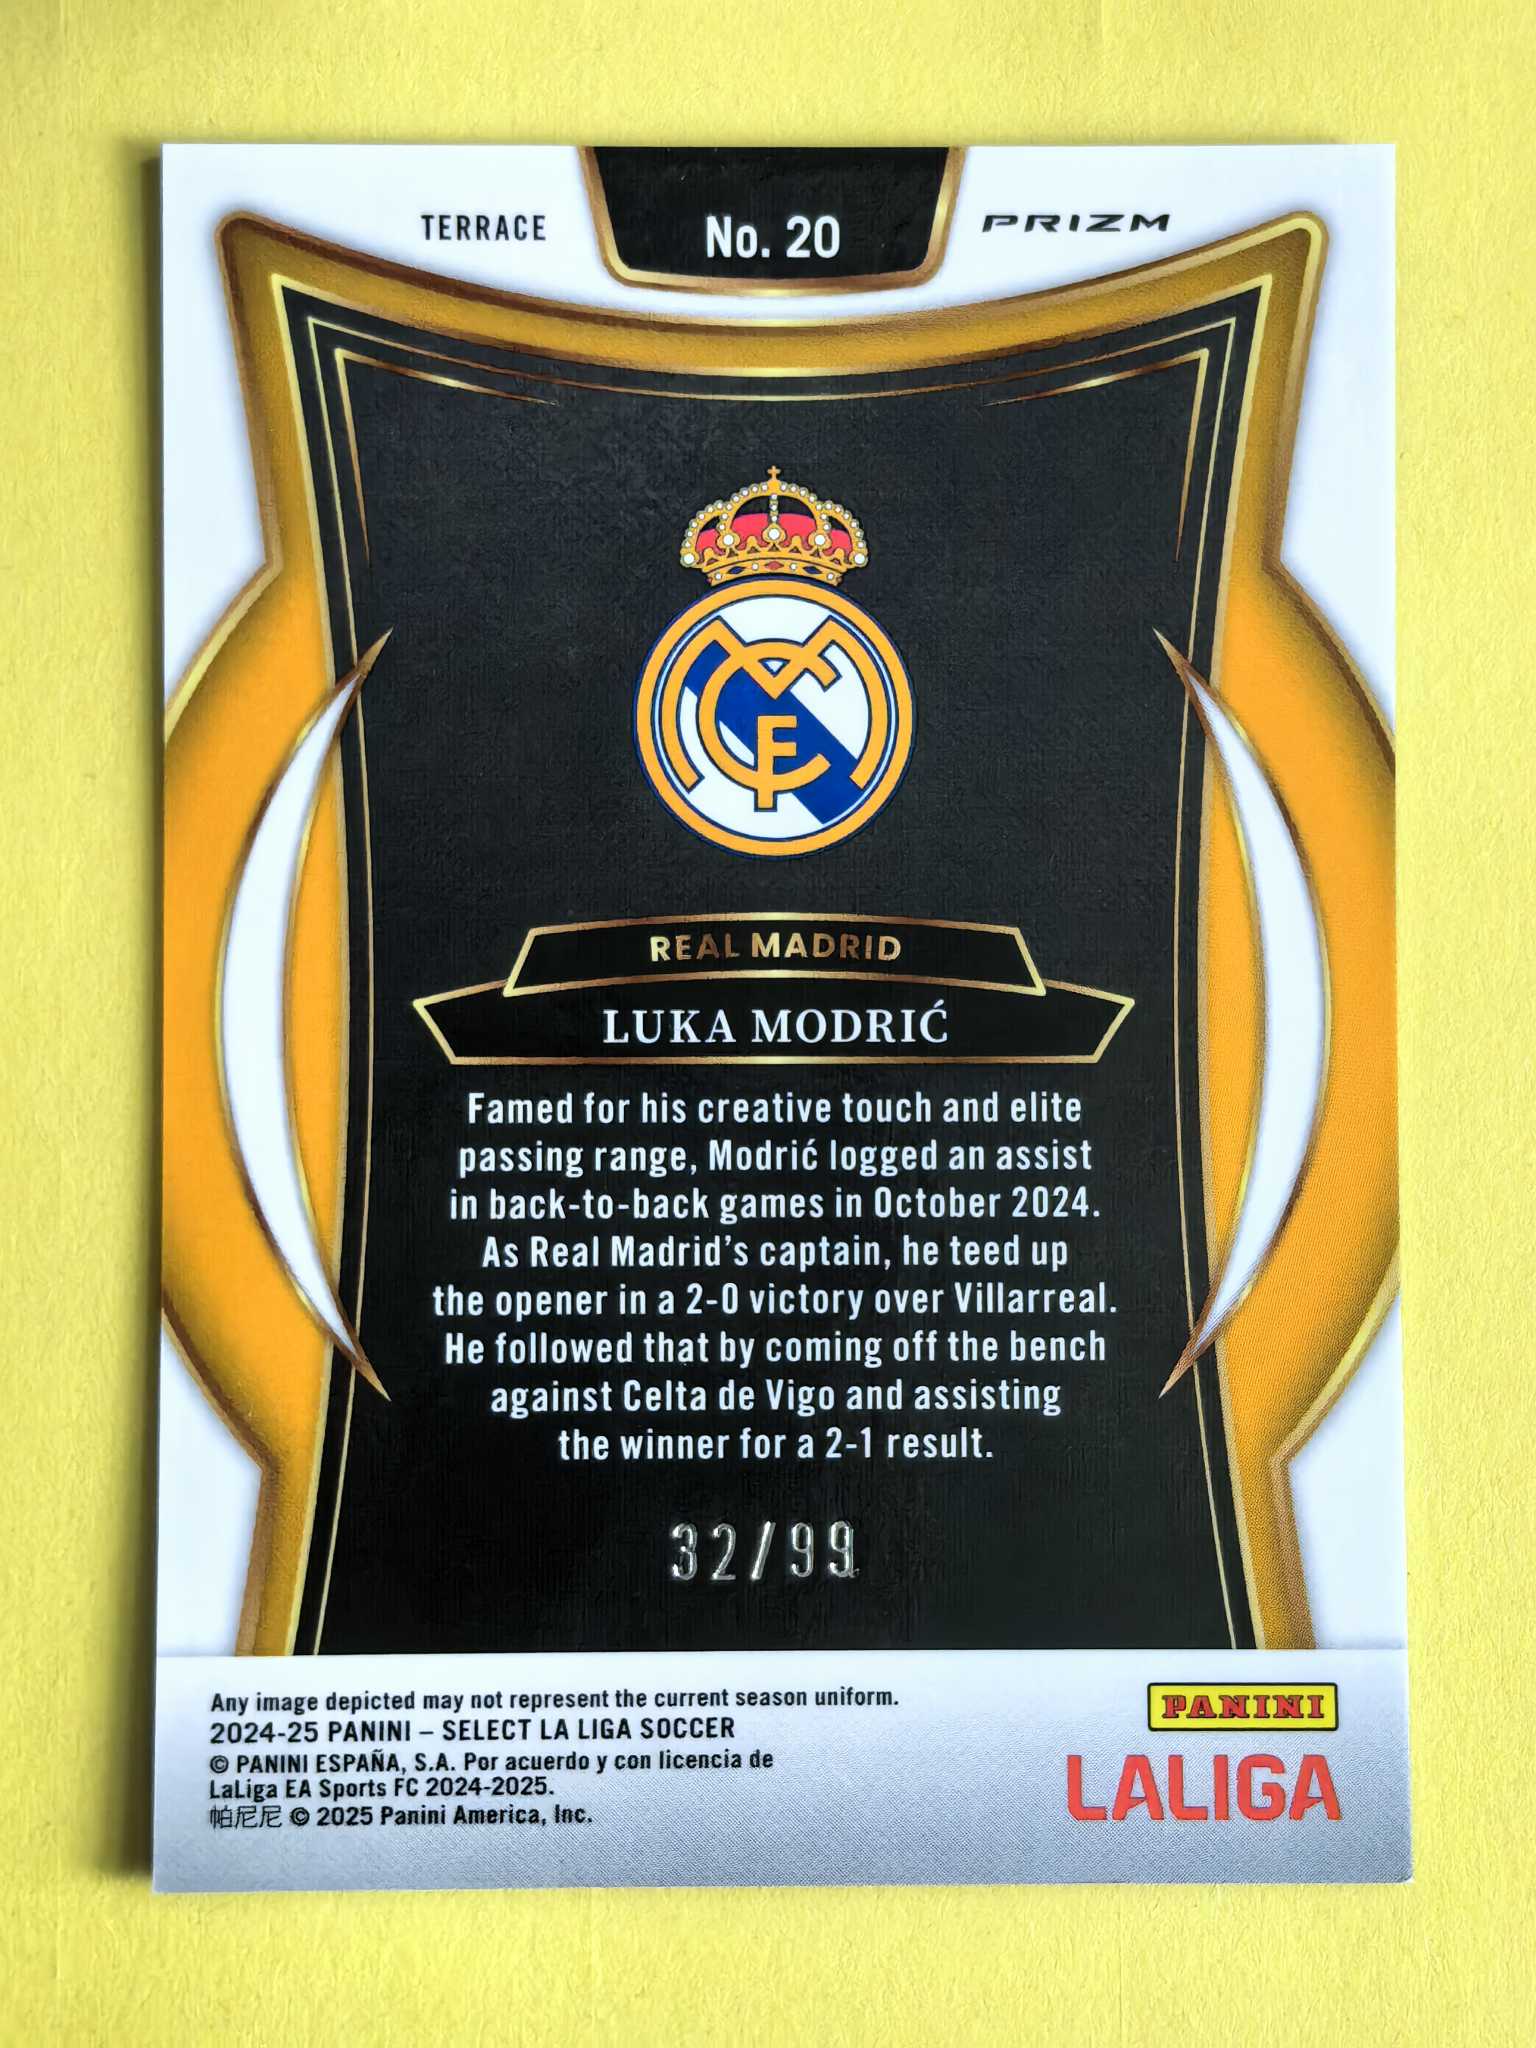 TERRACE
No. 20
PRIZM
REAL MADRID
LUKA MODRIĆ
Famed for his creative touch and elite
passing range, Modrić logged an assist
in back-to-back games in October 2024.
As Real Madrid’s captain, he teed up
the opener in a 2-0 victory over Villarreal.
He followed that by coming off the bench
against Celta de Vigo and assisting
the winner for a 2-1 result.
32/99
Any image depicted may not represent the current season uniform.
2024-25 PANINI – SELECT LA LIGA SOCCER
© PANINI ESPAÑA, S.A. Por acuerdo y con licencia de
LaLiga EA Sports FC 2024-2025.
帕尼尼 © 2025 Panini America, Inc.
PANINI
LALIGA